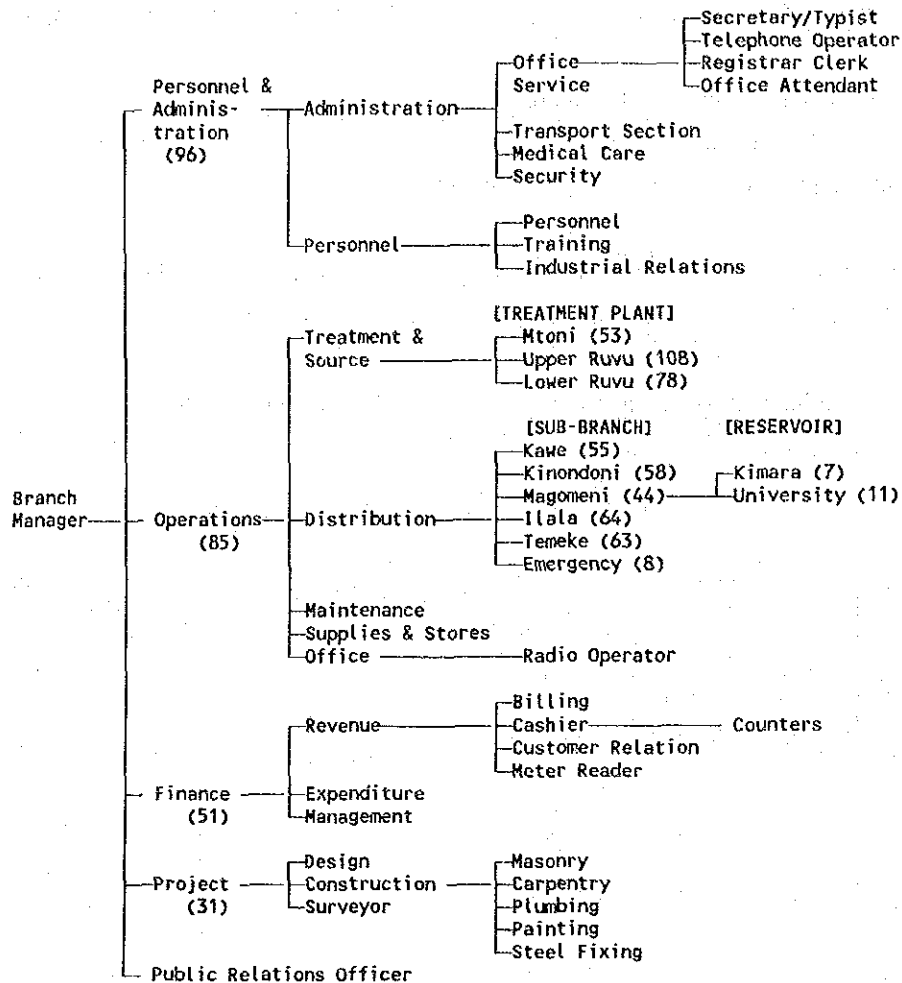 Secretary/Typist
Telephone Operator
Office
Registrar Clerk
Personnel &
Service
Office Attendant
Adminis-
Administration
tration
Transport Section
(96)
Medical Care
Security
Personnel
Personnel
Training
Industrial Relations
[TREATMENT PLANT]
Treatment &
Mtoni (53)
Source
Upper Ruvu (108)
Lower Ruvu (78)
[SUB-BRANCH]
[RESERVOIR]
Kawe (55)
Kinondoni (58)
Kimara (7)
Branch
Magomeni (44)
University (11)
Manager
Operations
Distribution
Ilala (64)
(85)
Temeke (63)
Emergency (8)
Maintenance
Supplies & Stores
Office
Radio Operator
Billing
Revenue
Cashier
Counters
Customer Relation
Meter Reader
Finance
Expenditure
(51)
Management
Design
Masonry
Project
Construction
Carpentry
(31)
Surveyor
Plumbing
Painting
Steel Fixing
Public Relations Officer